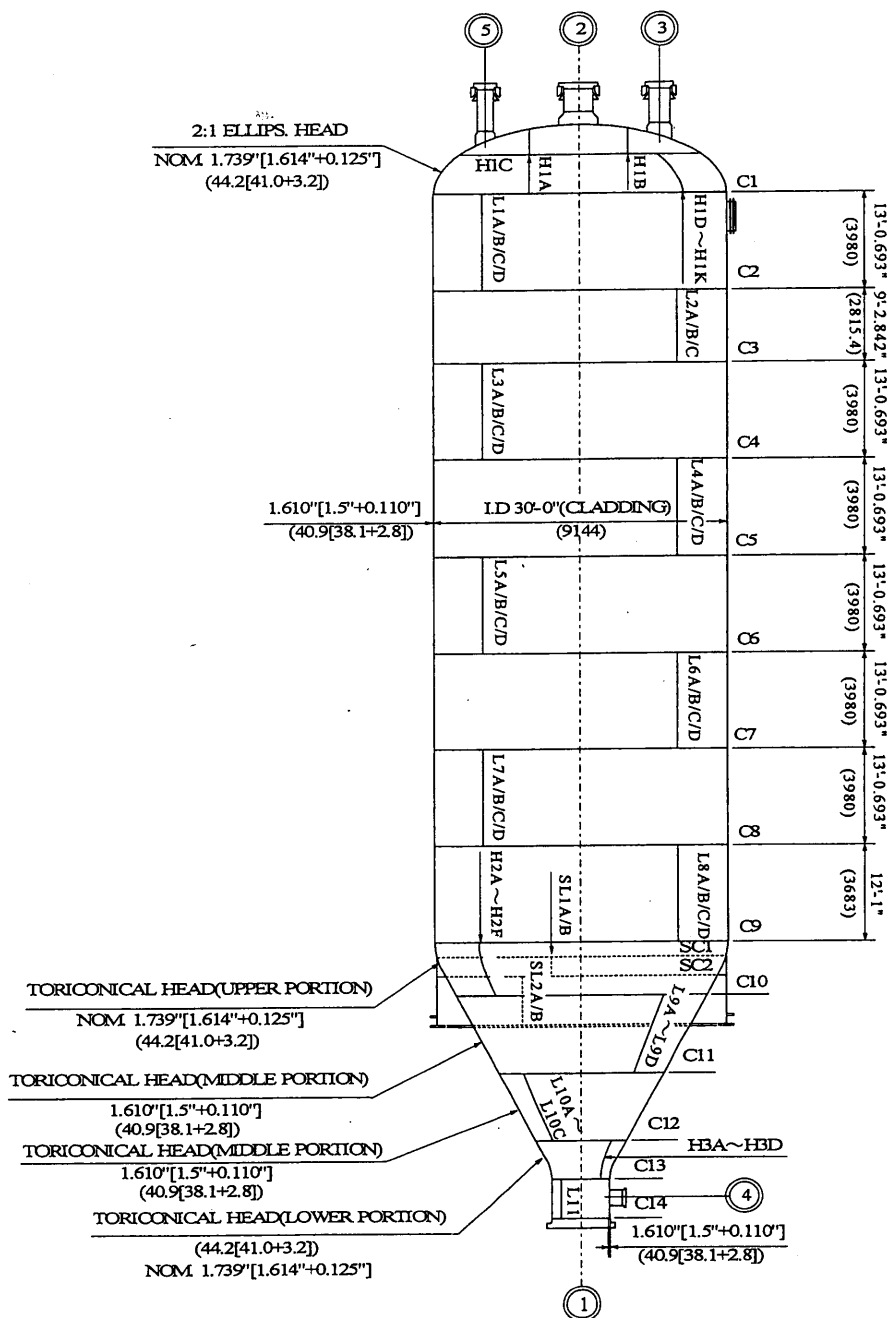 5
2
3
2:1 ELLIPS. HEAD
NOM. 1.739"[1.614"+0.125"]
(44.2[41.0+3.2])
H1C
H1A
H1B
C1
L1A/B/C/D
H1D～H1K
13'-0.693"
(3980)
C2
L2A/B/C
9'-2.842"
(2815.4)
C3
L3A/B/C/D
13'-0.693"
(3980)
C4
1.610"[1.5"+0.110"]
(40.9[38.1+2.8])
I.D 30'-0"(CLADDING)
(9144)
L4A/B/C/D
13'-0.693"
(3980)
C5
L5A/B/C/D
13'-0.693"
(3980)
C6
L6A/B/C/D
13'-0.693"
(3980)
C7
L7A/B/C/D
13'-0.693"
(3980)
C8
H2A～H2F
SL1A/B
L8A/B/C/D
12'-1"
(3683)
C9
SC1
SC2
C10
TORICONICAL HEAD(UPPER PORTION)
NOM. 1.739"[1.614"+0.125"]
(44.2[41.0+3.2])
SL2A/B
L9A～L9D
C11
TORICONICAL HEAD(MIDDLE PORTION)
1.610"[1.5"+0.110"]
(40.9[38.1+2.8])
L10A～
L10C
C12
TORICONICAL HEAD(MIDDLE PORTION)
1.610"[1.5"+0.110"]
(40.9[38.1+2.8])
H3A～H3D
C13
L11
4
C14
TORICONICAL HEAD(LOWER PORTION)
(44.2[41.0+3.2])
NOM. 1.739"[1.614"+0.125"]
1.610"[1.5"+0.110"]
(40.9[38.1+2.8])
1